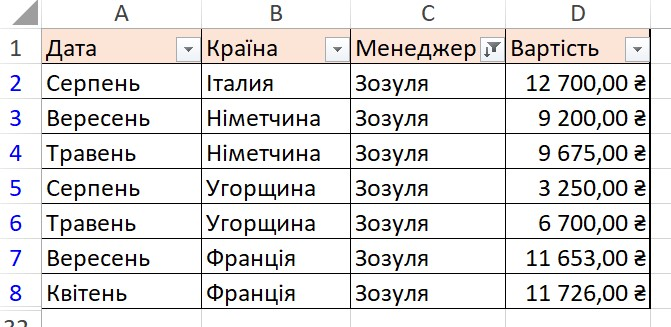 A B C D
1 Дата Країна Менеджер Вартість
2 Серпень Італия Зозуля 12 700,00 ₴
3 Вересень Німетчина Зозуля 9 200,00 ₴
4 Травень Німетчина Зозуля 9 675,00 ₴
5 Серпень Угорщина Зозуля 3 250,00 ₴
6 Травень Угорщина Зозуля 6 700,00 ₴
7 Вересень Франція Зозуля 11 653,00 ₴
8 Квітень Франція Зозуля 11 726,00 ₴